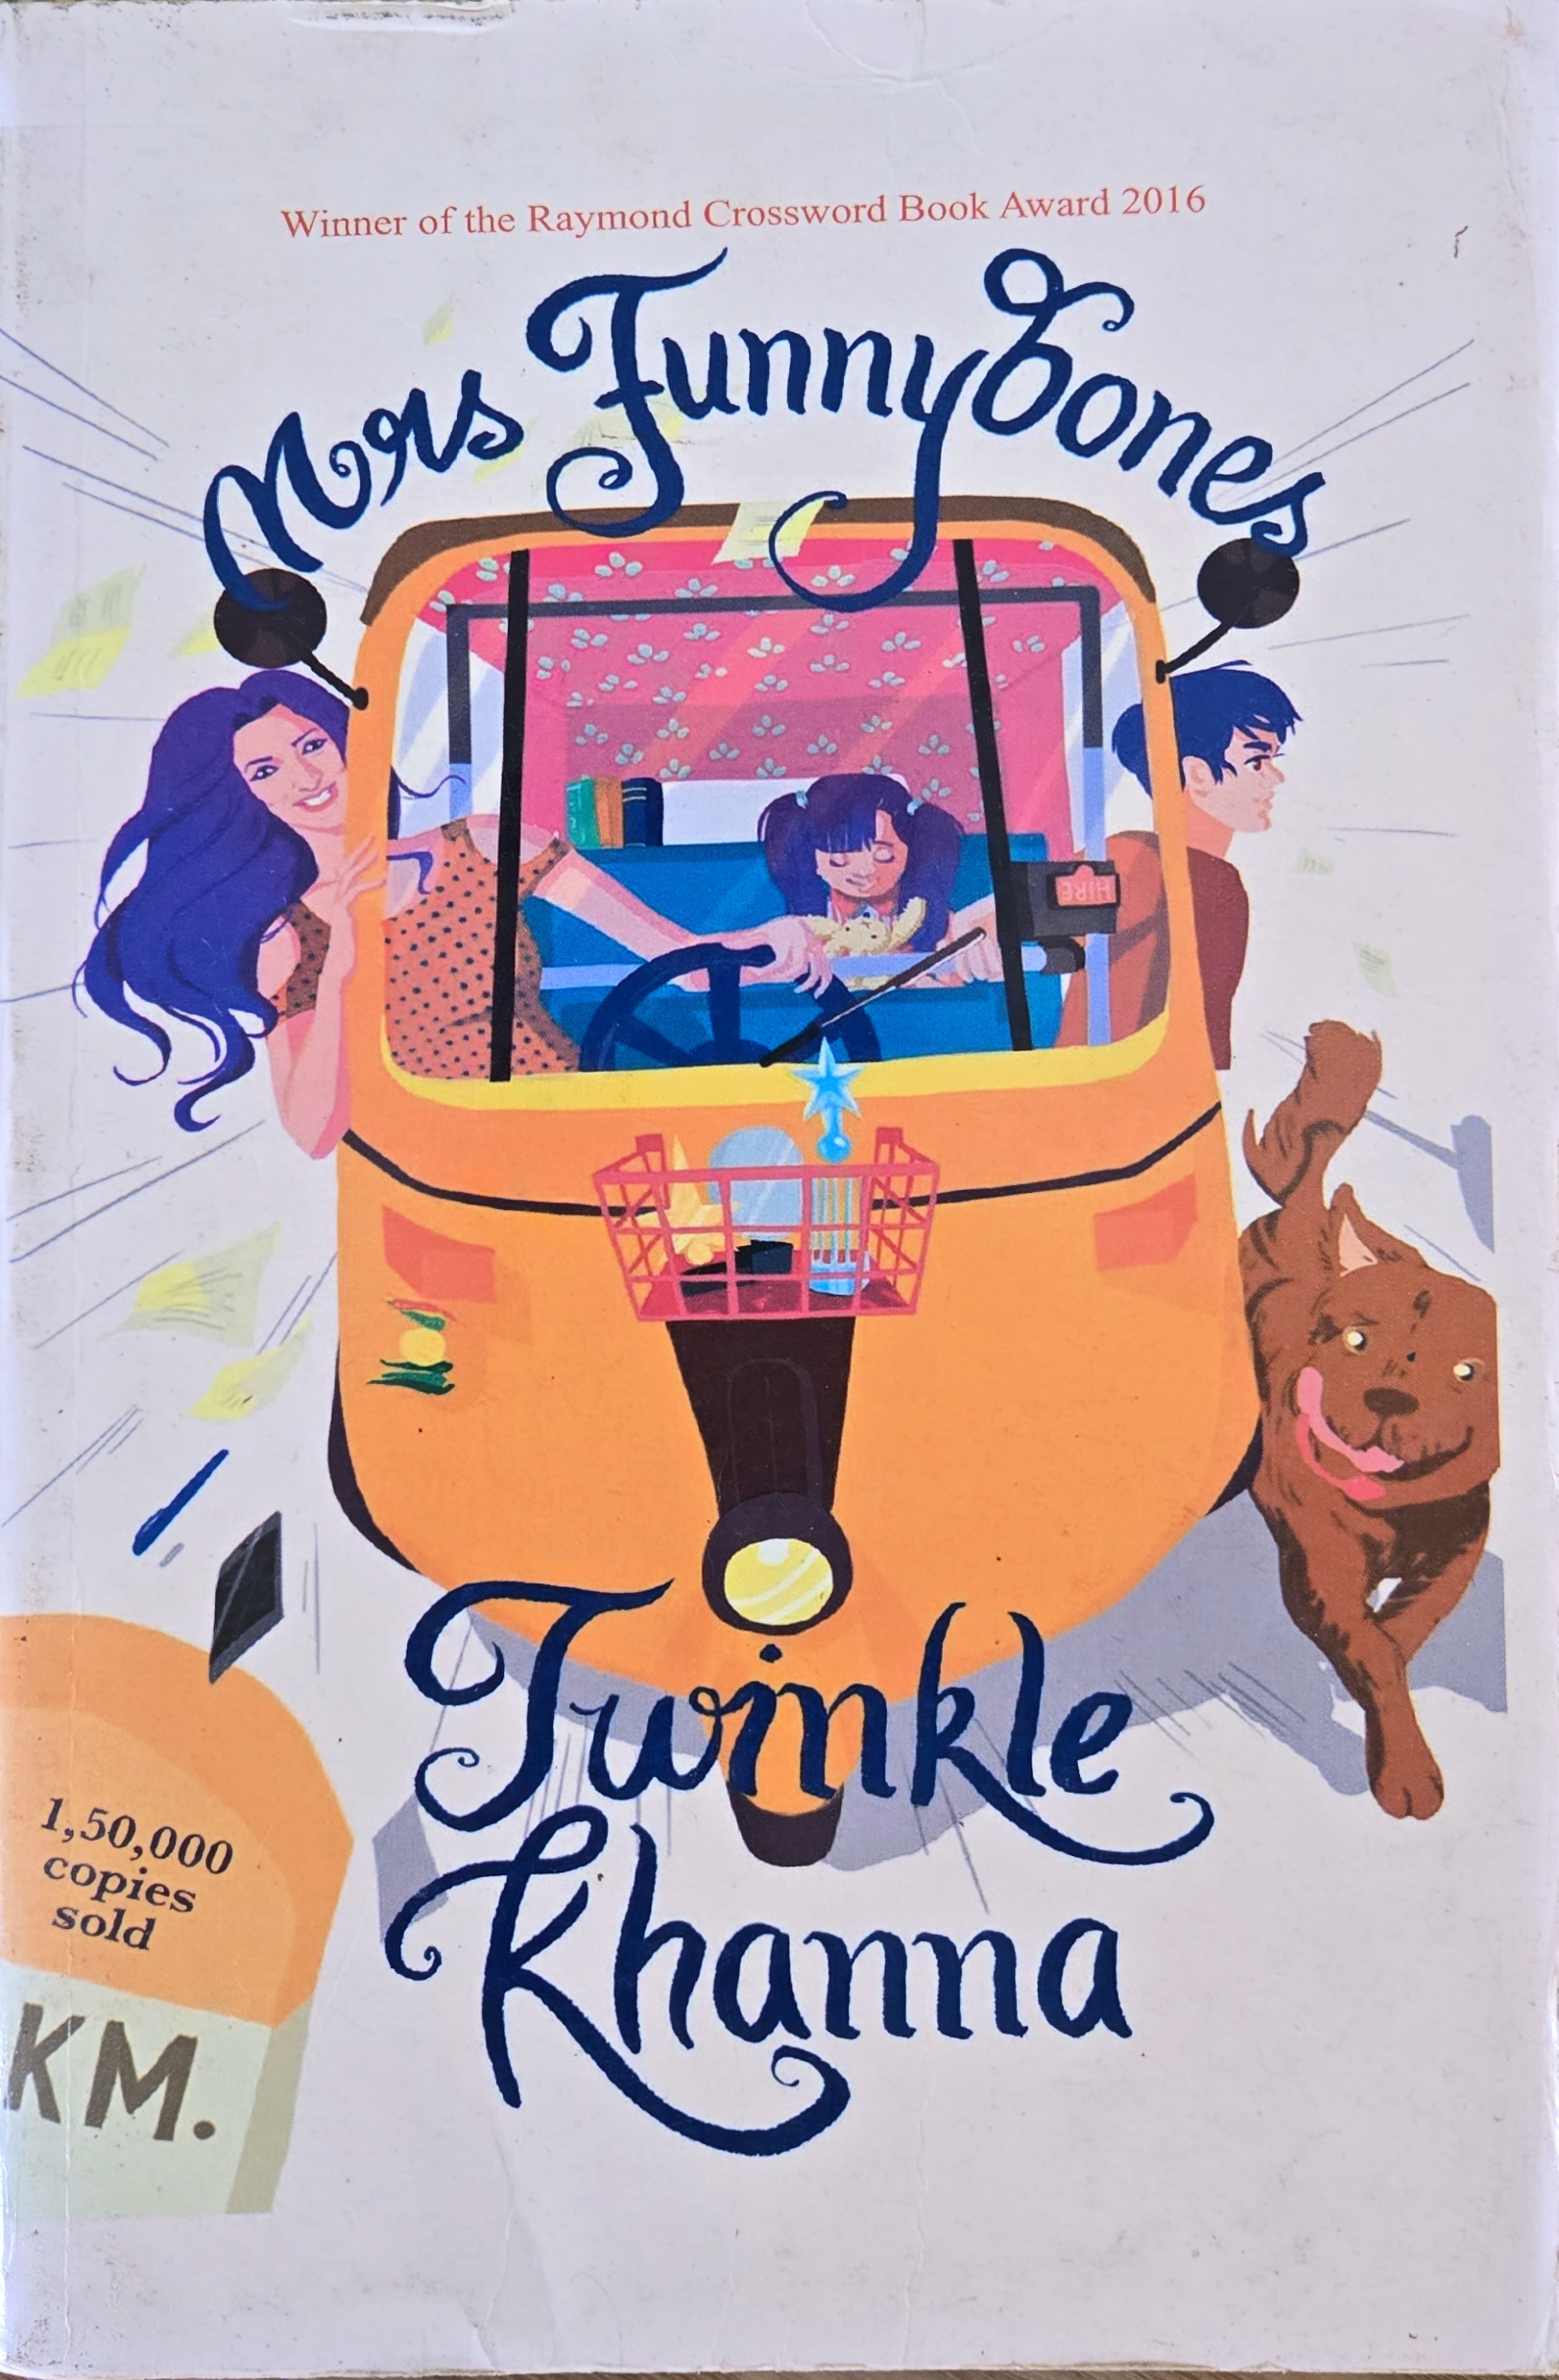 Winner of the Raymond Crossword Book Award 2016
Mrs Funnybones
HIRE
Twinkle
Khanna
1,50,000
copies
sold
KM.